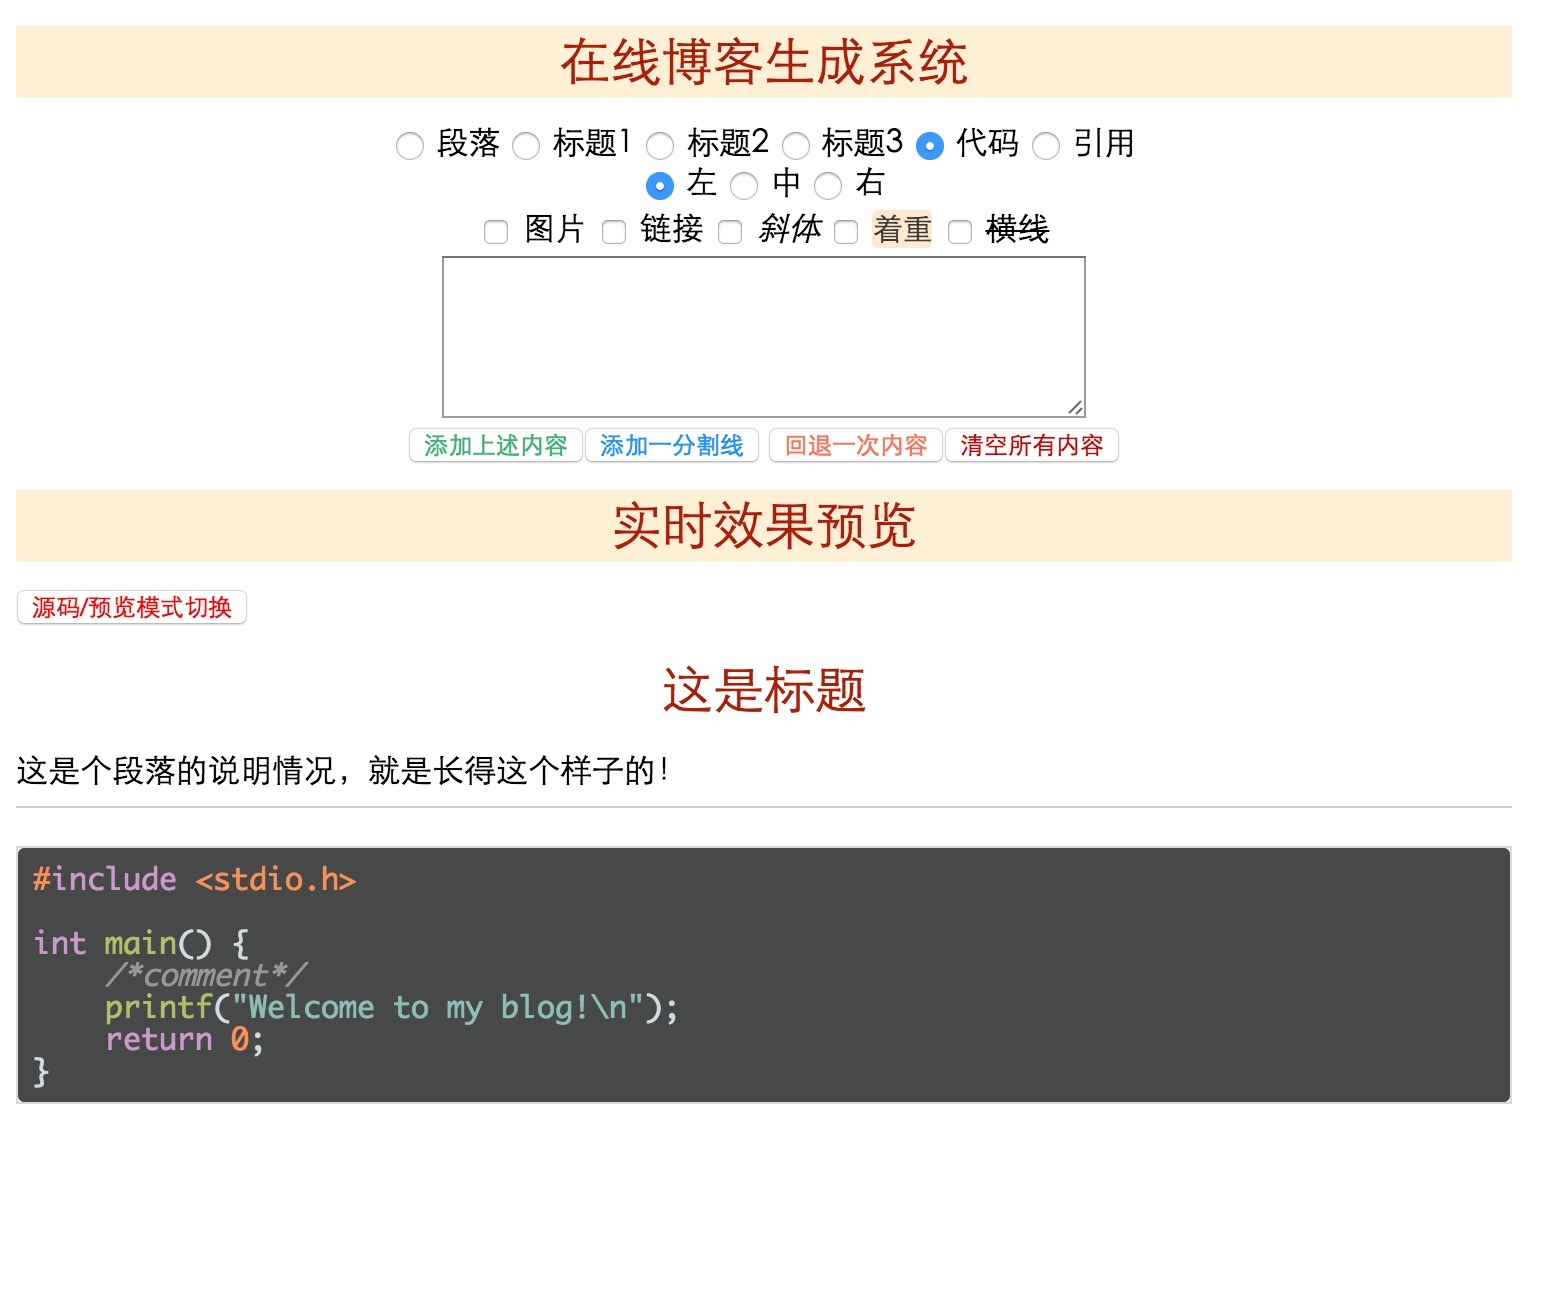 在线博客生成系统
段落 标题1 标题2 标题3 代码 引用
左 中 右
图片 链接 斜体 着重 横线
添加上述内容 添加一分割线 回退一次内容 清空所有内容
实时效果预览
源码/预览模式切换
这是标题
这是个段落的说明情况，就是长得这个样子的！
#include <stdio.h>
int main() {
    /*comment*/
    printf("Welcome to my blog!\n");
    return 0;
}